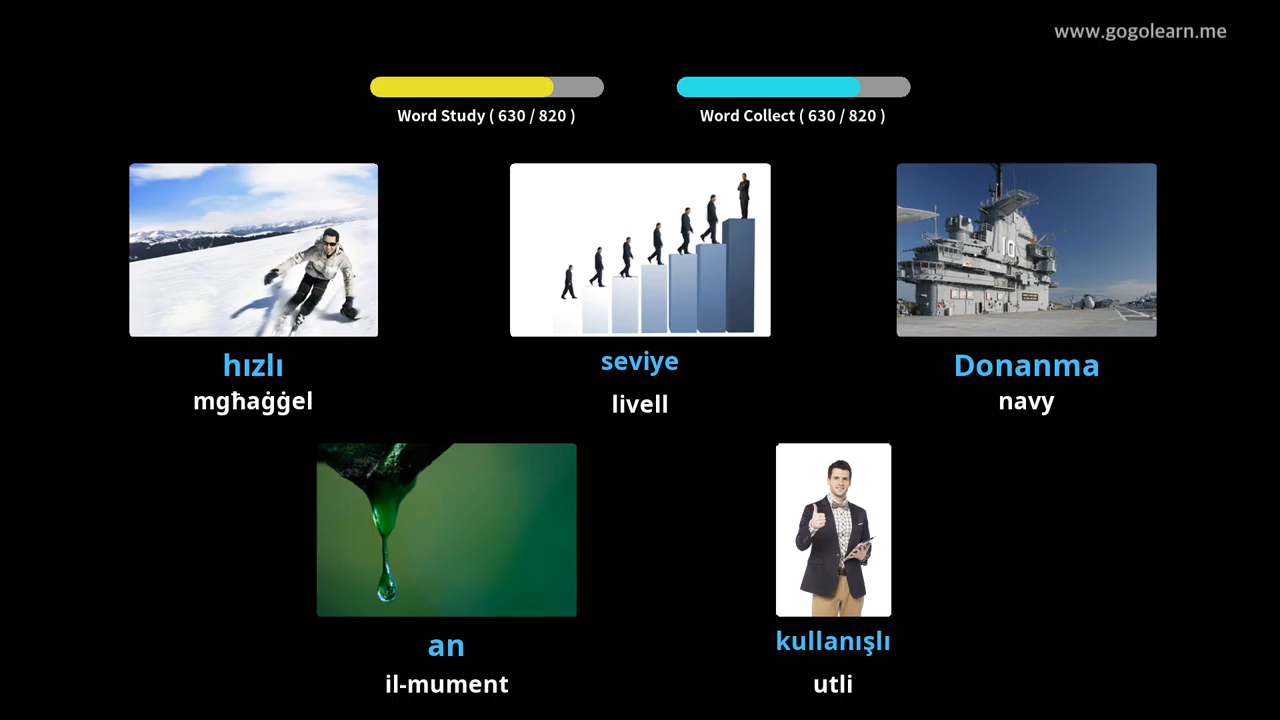 www.gogolearn.me
Word Study ( 630 / 820 )
Word Collect ( 630 / 820 )
10
hızlı
mgħaġġel
seviye
livell
Donanma
navy
an
il-mument
kullanışlı
utli